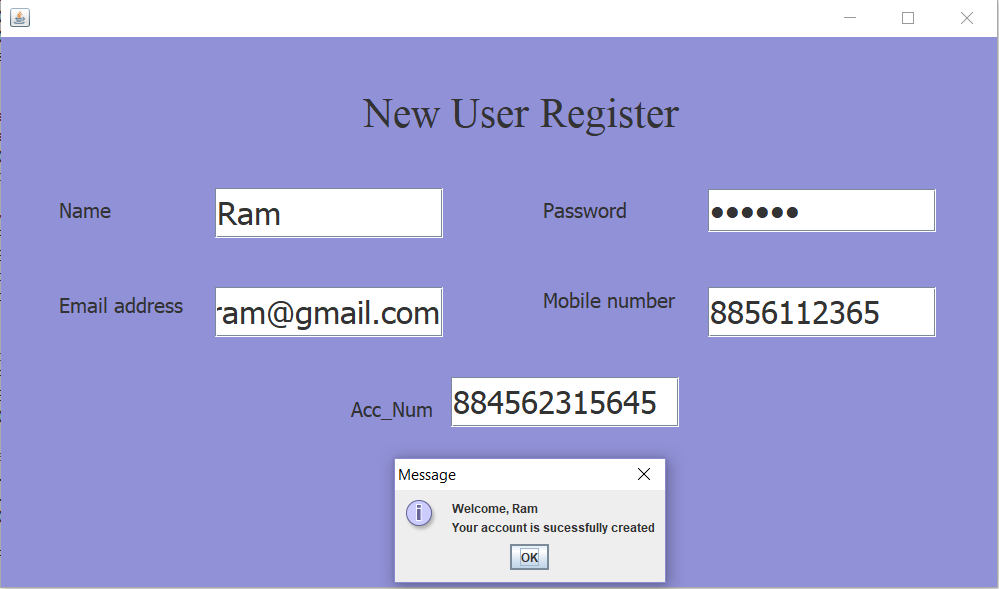 New User Register
Name
Ram
Password
●●●●●●
Email address
ram@gmail.com
Mobile number
8856112365
Acc_Num
884562315645
Message
Welcome, Ram
Your account is sucessfully created
OK